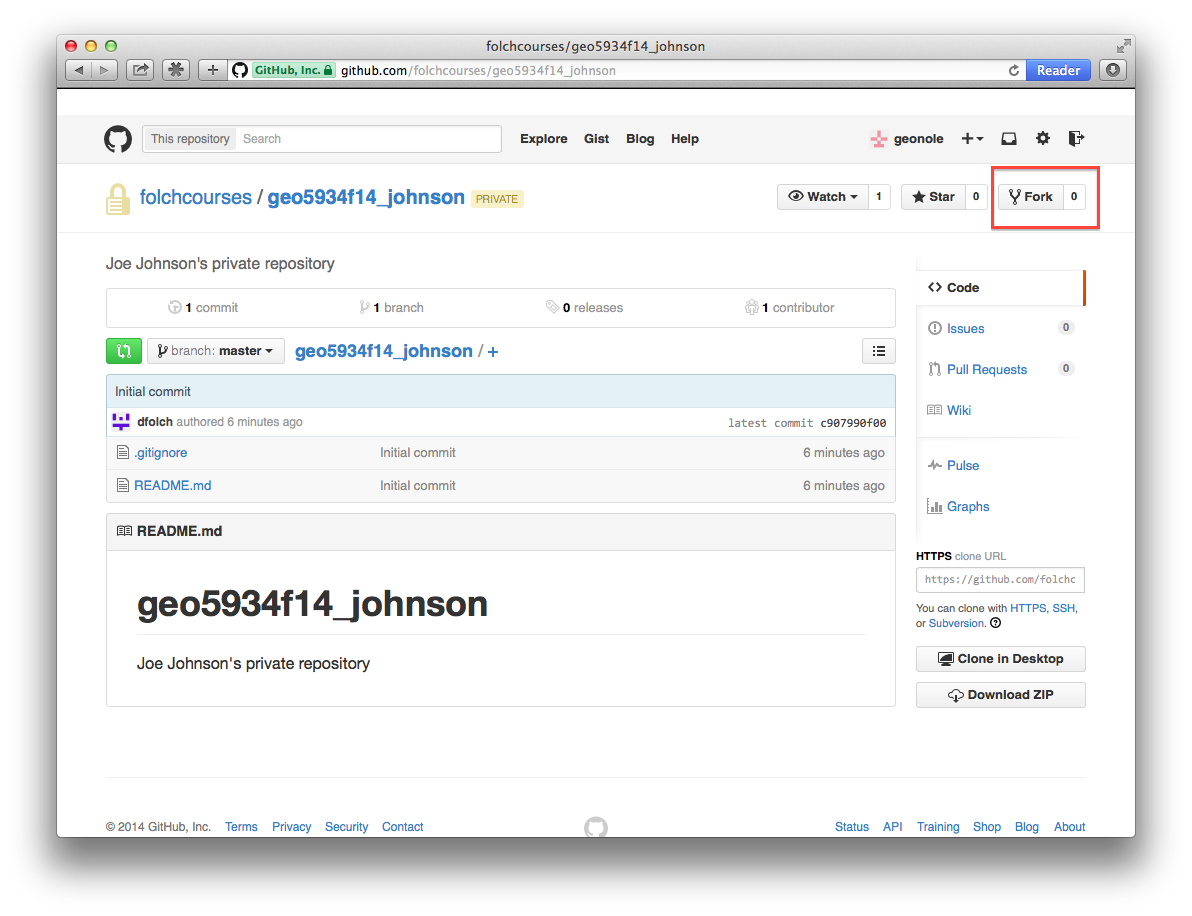 folchcourses/geo5934f14_johnson
GitHub, Inc. github.com/folchcourses/geo5934f14_johnson Reader
This repository Search Explore Gist Blog Help geonole
folchcourses / geo5934f14_johnson PRIVATE Watch 1 Star 0 Fork 0
Joe Johnson's private repository
1 commit 1 branch 0 releases 1 contributor
branch: master geo5934f14_johnson / +
Initial commit
dfolch authored 6 minutes ago latest commit c907990f00
.gitignore Initial commit 6 minutes ago
README.md Initial commit 6 minutes ago
README.md
geo5934f14_johnson
Joe Johnson's private repository
Code
Issues 0
Pull Requests 0
Wiki
Pulse
Graphs
HTTPS clone URL
https://github.com/folchc
You can clone with HTTPS, SSH,
or Subversion.
Clone in Desktop
Download ZIP
© 2014 GitHub, Inc. Terms Privacy Security Contact Status API Training Shop Blog About